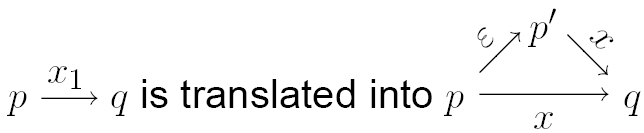 p′
ε x
p x₁ q is translated into p q
x